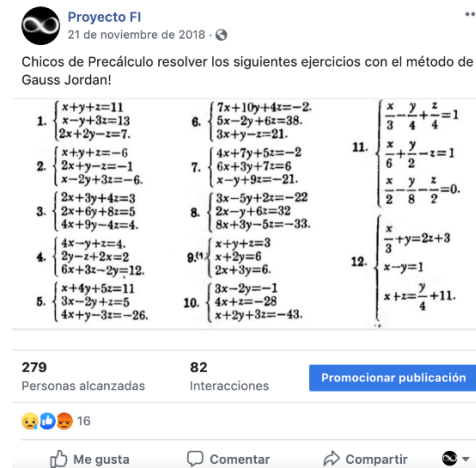 Proyecto FI
21 de noviembre de 2018
Chicos de Precálculo resolver los siguientes ejercicios con el método de
Gauss Jordan!
1. x+y+z=11
x-y+3z=13
2x+2y-z=7.
2. x+y+z=-6
2x+y-z=-1
x-2y+3z=-6.
3. 2x+3y+4z=3
2x+6y+8z=5
4x+9y-4z=4.
4. 4x-y+z=4.
2y-z+2x=2
6x+3z-2y=12.
5. x+4y+5z=11
3x-2y+z=5
4x+y-3z=-26.
6. 7x+10y+4z=-2.
5x-2y+6z=38.
3x+y-z=21.
7. 4x+7y+5z=-2
6x+3y+7z=6
x-y+9z=-21.
8. 3x-5y+2z=-22
2x-y+6z=32
8x+3y-5z=-33.
9. x+y+z=3
x+2y=6
2x+3y=6.
10. 3x-2y=-1
4x+z=-28
x+2y+3z=-43.
11. x/3-y/4+z/4=1
x/6+y/2-z=1
x/2-y/8-z/2=0.
12. x/3+y=2z+3
x-y=1
x+z=y/4+11.
279
Personas alcanzadas
82
Interacciones
Promocionar publicación
16
Me gusta
Comentar
Compartir